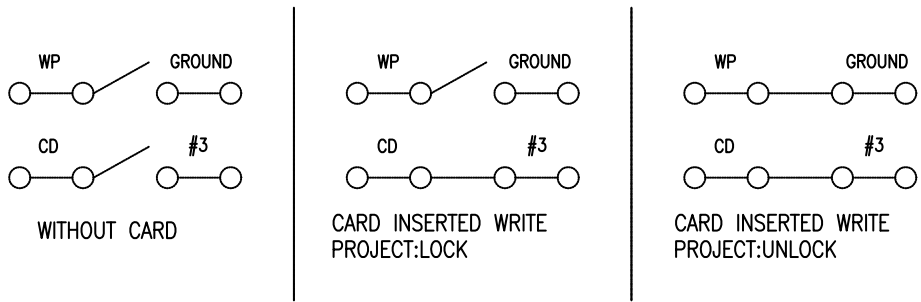 WP GROUND
CD #3
WITHOUT CARD
WP GROUND
CD #3
CARD INSERTED WRITE
PROJECT:LOCK
WP GROUND
CD #3
CARD INSERTED WRITE
PROJECT:UNLOCK